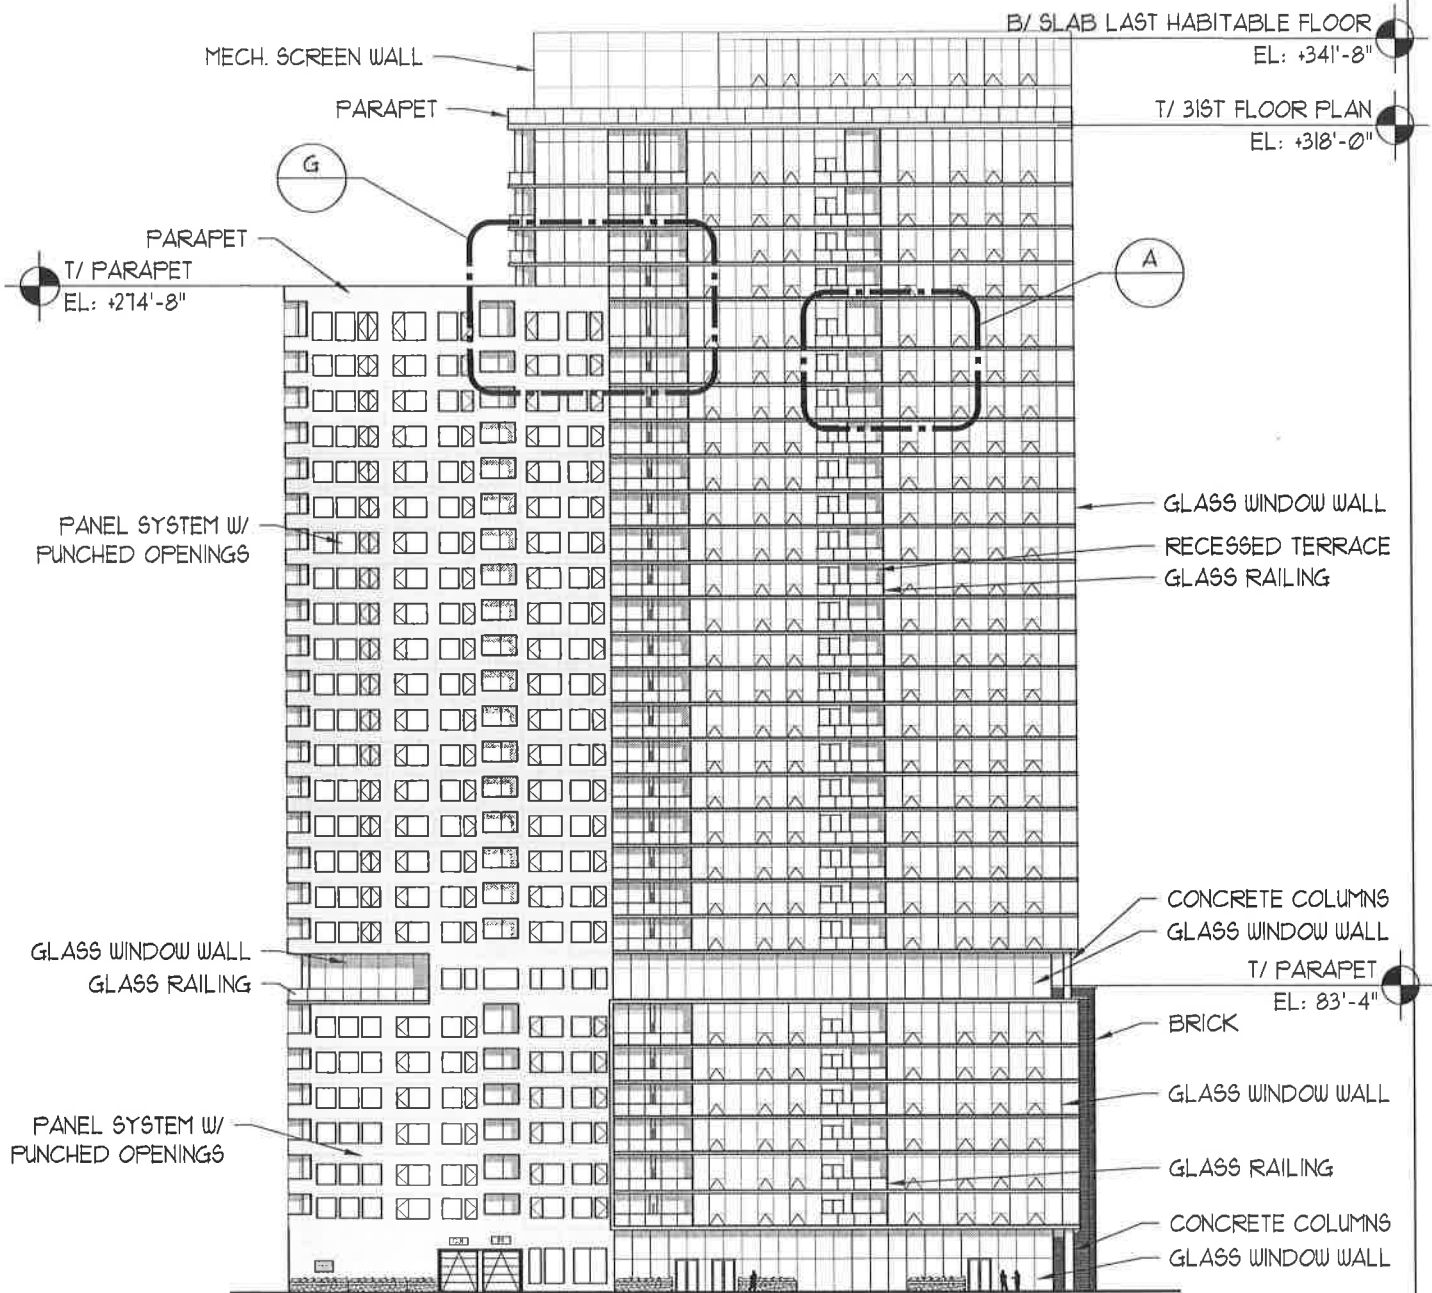 B/ SLAB LAST HABITABLE FLOOR
EL: +341'-8"
MECH. SCREEN WALL
PARAPET
T/ 31ST FLOOR PLAN
EL: +318'-0"
G
PARAPET
T/ PARAPET
EL: +274'-8"
A
GLASS WINDOW WALL
PANEL SYSTEM W/
PUNCHED OPENINGS
RECESSED TERRACE
GLASS RAILING
CONCRETE COLUMNS
GLASS WINDOW WALL
GLASS WINDOW WALL
GLASS RAILING
T/ PARAPET
EL: 83'-4"
BRICK
GLASS WINDOW WALL
PANEL SYSTEM W/
PUNCHED OPENINGS
GLASS RAILING
CONCRETE COLUMNS
GLASS WINDOW WALL